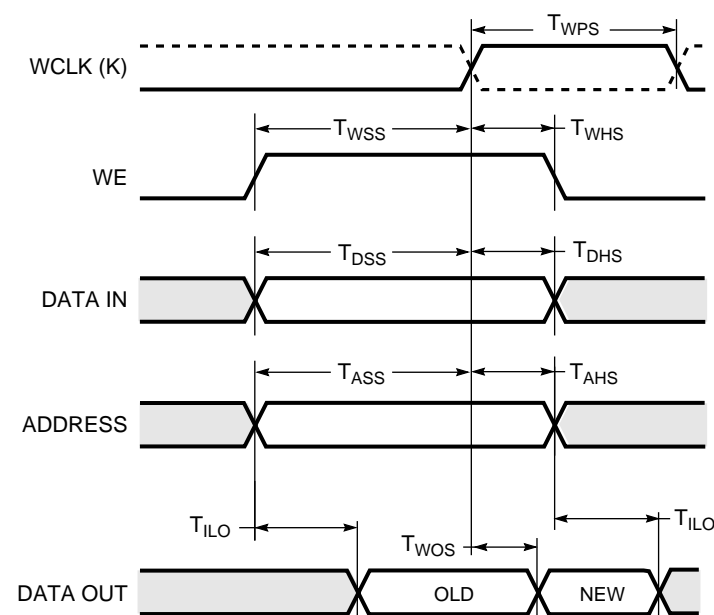 TWPS
WCLK (K)
TWSS TWHS
WE
TDSS TDHS
DATA IN
TASS TAHS
ADDRESS
TILO TILO
TWOS
DATA OUT OLD NEW